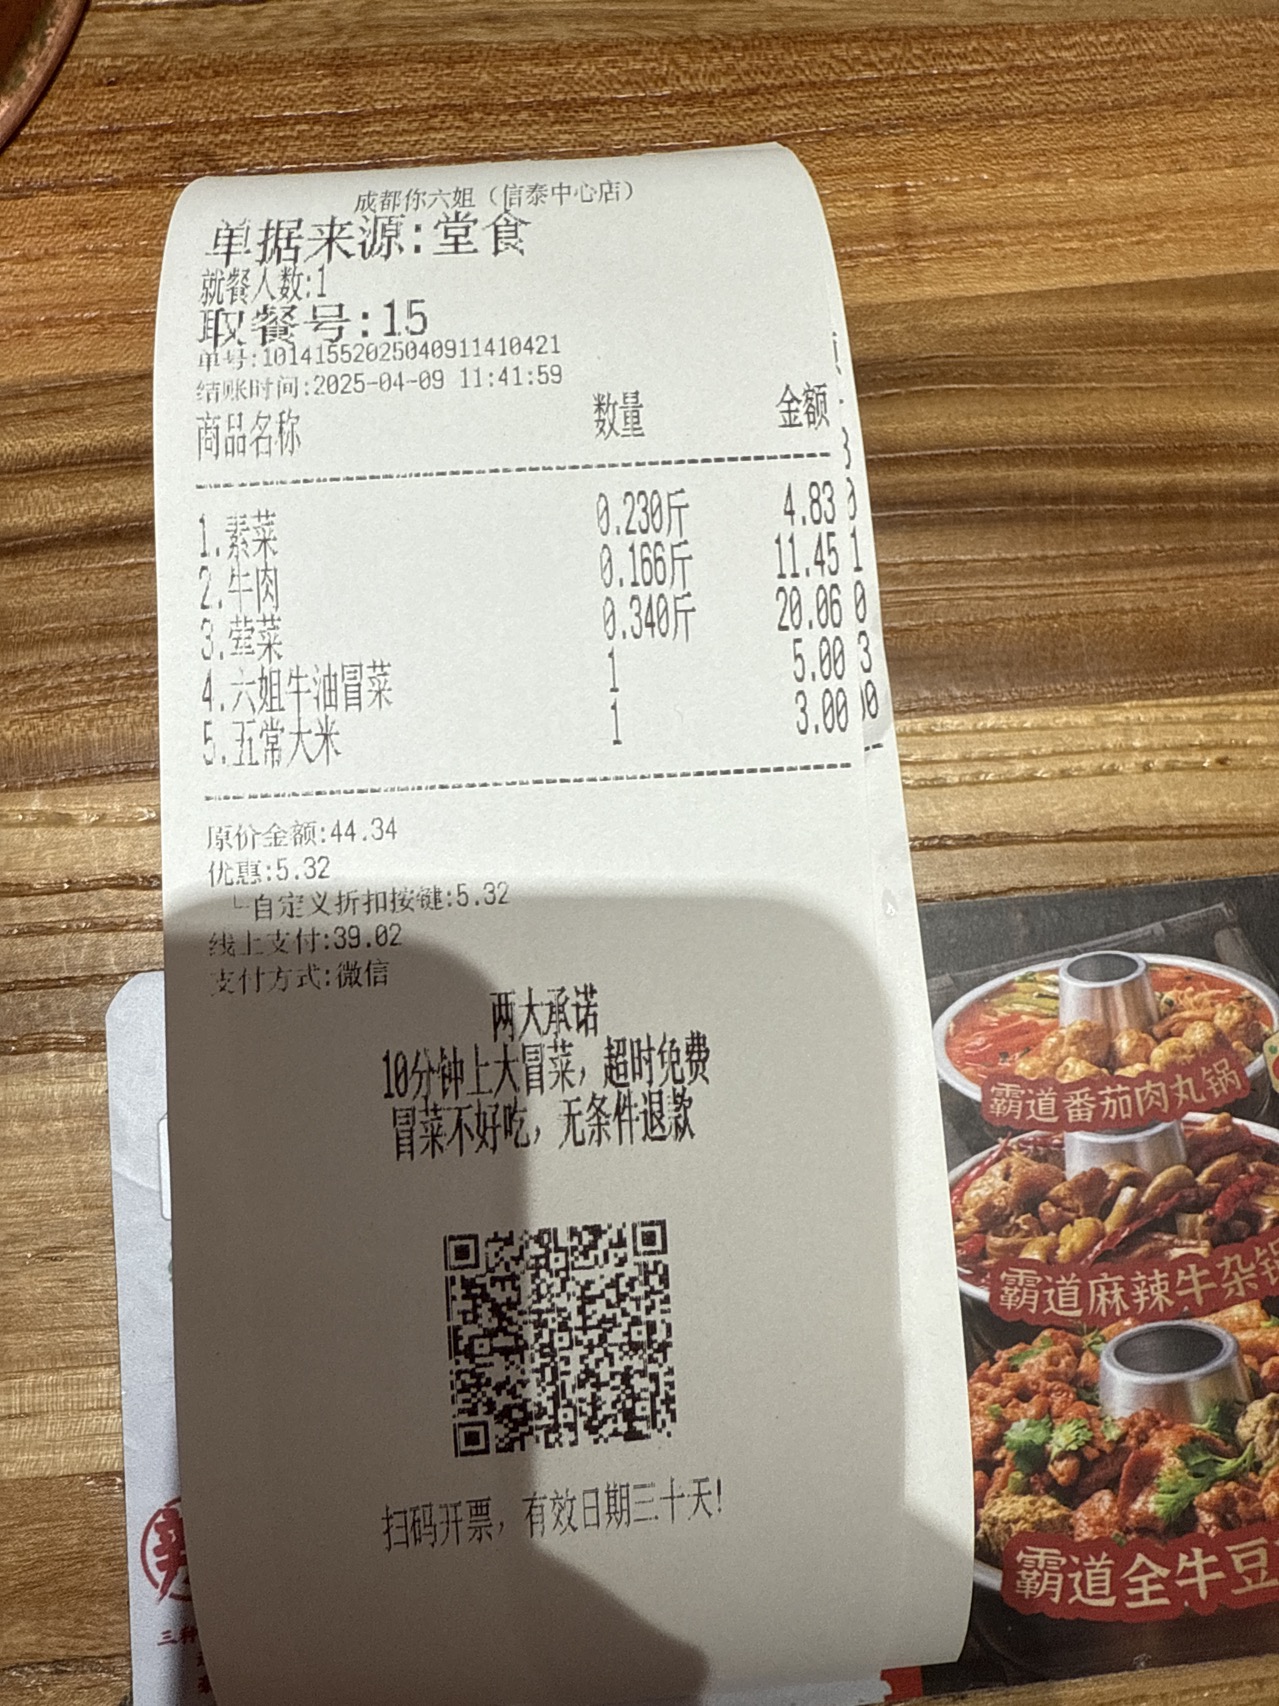 成都你六姐（信泰中心店）
单据来源:堂食
就餐人数:1
取餐号:15
单号:10141552025040911410421
结账时间:2025-04-09 11:41:59
商品名称 数量 金额
1.素菜 0.230斤 4.83
2.牛肉 0.166斤 11.45
3.荤菜 0.340斤 20.06
4.六姐牛油冒菜 1 5.00
5.五常大米 1 3.00
原价金额:44.34
优惠:5.32
└自定义折扣按键:5.32
线上支付:39.02
支付方式:微信
两大承诺
10分钟上大冒菜，超时免费
冒菜不好吃，无条件退款
扫码开票，有效日期三十天!
霸道番茄肉丸锅
霸道麻辣牛杂锅
霸道全牛豆